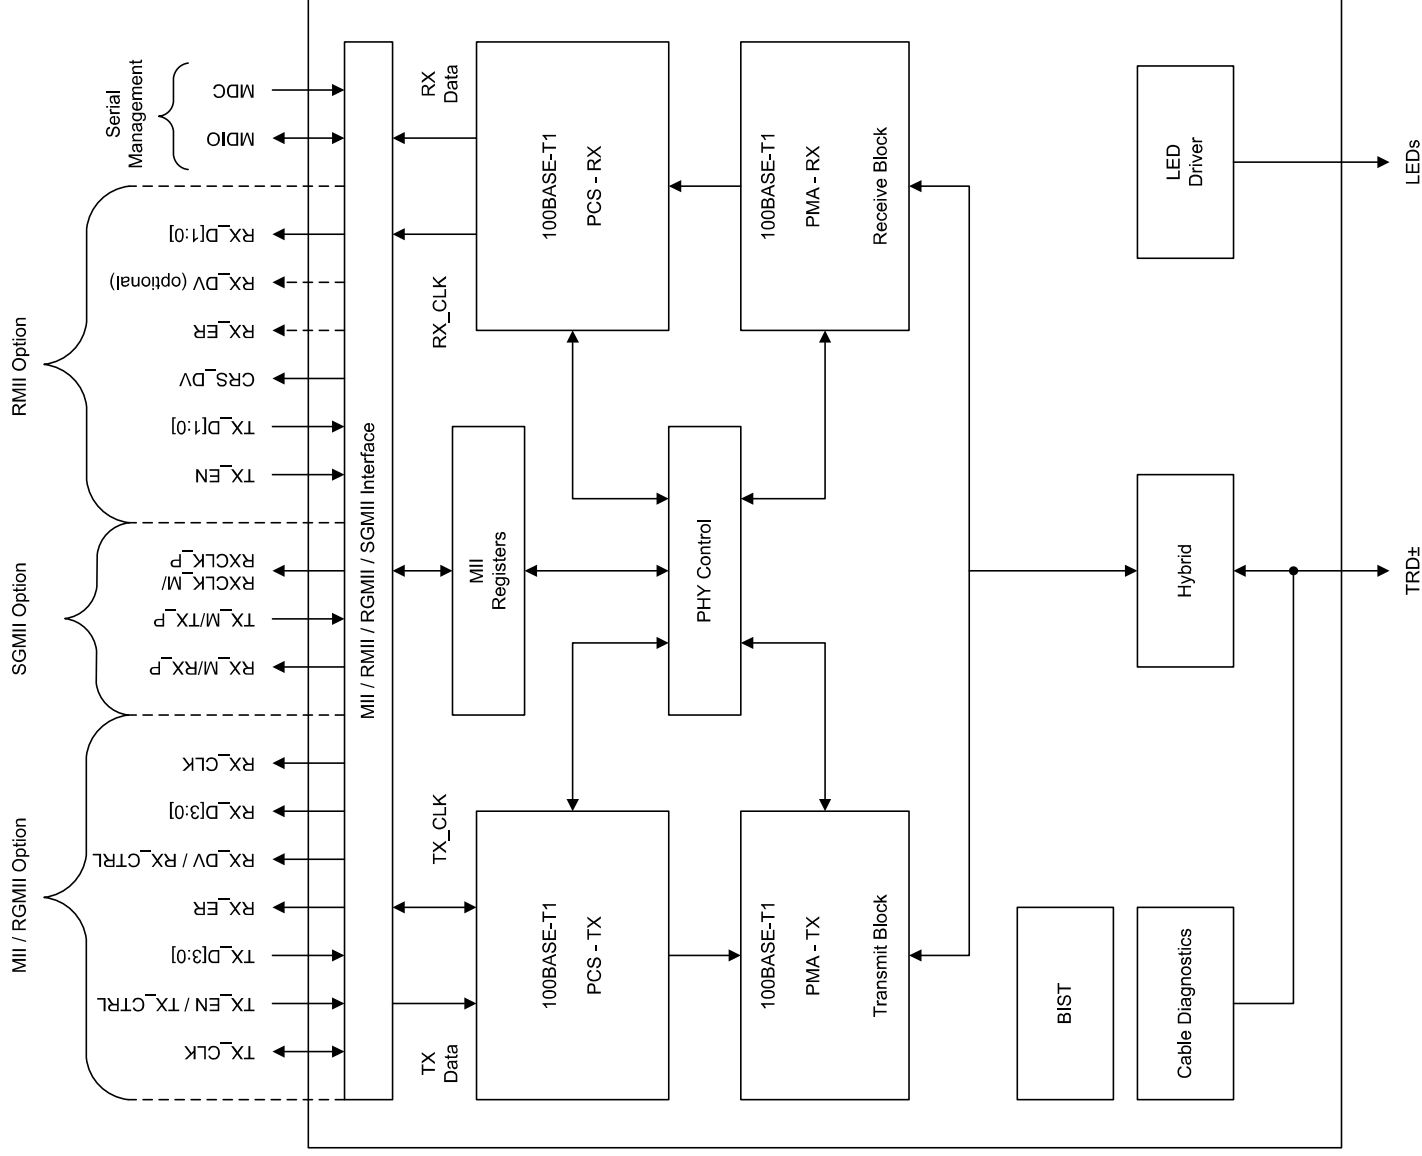 MII / RGMII Option
SGMII Option
RMII Option
Serial
Management
TX_CLK
TX_EN / TX_CTRL
TX_D[3:0]
RX_ER
RX_DV / RX_CTRL
RX_D[3:0]
RX_CLK
RX_M/RX_P
TX_M/TX_P
RXCLK_M/
RXCLK_P
TX_EN
TX_D[1:0]
CRS_DV
RX_ER
RX_DV (optional)
RX_D[1:0]
MDIO
MDC
MII / RMII / RGMII / SGMII Interface
TX
Data
TX_CLK
RX_CLK
RX
Data
MII
Registers
100BASE-T1
PCS - TX
100BASE-T1
PCS - RX
PHY Control
100BASE-T1
PMA - TX
Transmit Block
100BASE-T1
PMA - RX
Receive Block
BIST
Cable Diagnostics
Hybrid
LED
Driver
TRD±
LEDs